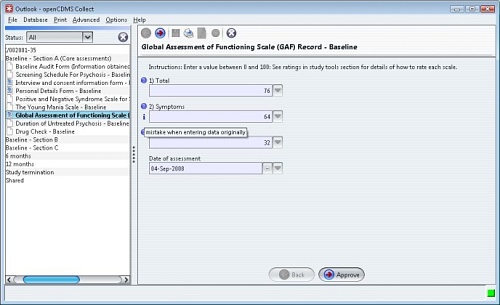 Outlook - openCDMS Collect
File Database Print Advanced Options Help
Status: All
/002081-35
Baseline - Section A (Core assessments)
Baseline Audit Form (Information obtained
Screening Schedule For Psychosis - Baseline
Interview and consent information form -
Personal Details Form - Baseline
Positive and Negative Syndrome Scale for
The Young Mania Scale - Baseline
Global Assessment of Functioning Scale (
Duration of Untreated Psychosis - Baseline
Drug Check - Baseline
Baseline - Section B
Baseline - Section C
6 months
12 months
Study termination
Shared
Global Assessment of Functioning Scale (GAF) Record - Baseline
Instructions: Enter a value between 0 and 100: See ratings in study tools section for details of how to rate each scale.
1) Total
76
2) Symptoms
64
mistake when entering data originally
32
Date of assessment
04-Sep-2008
...
Back
Approve